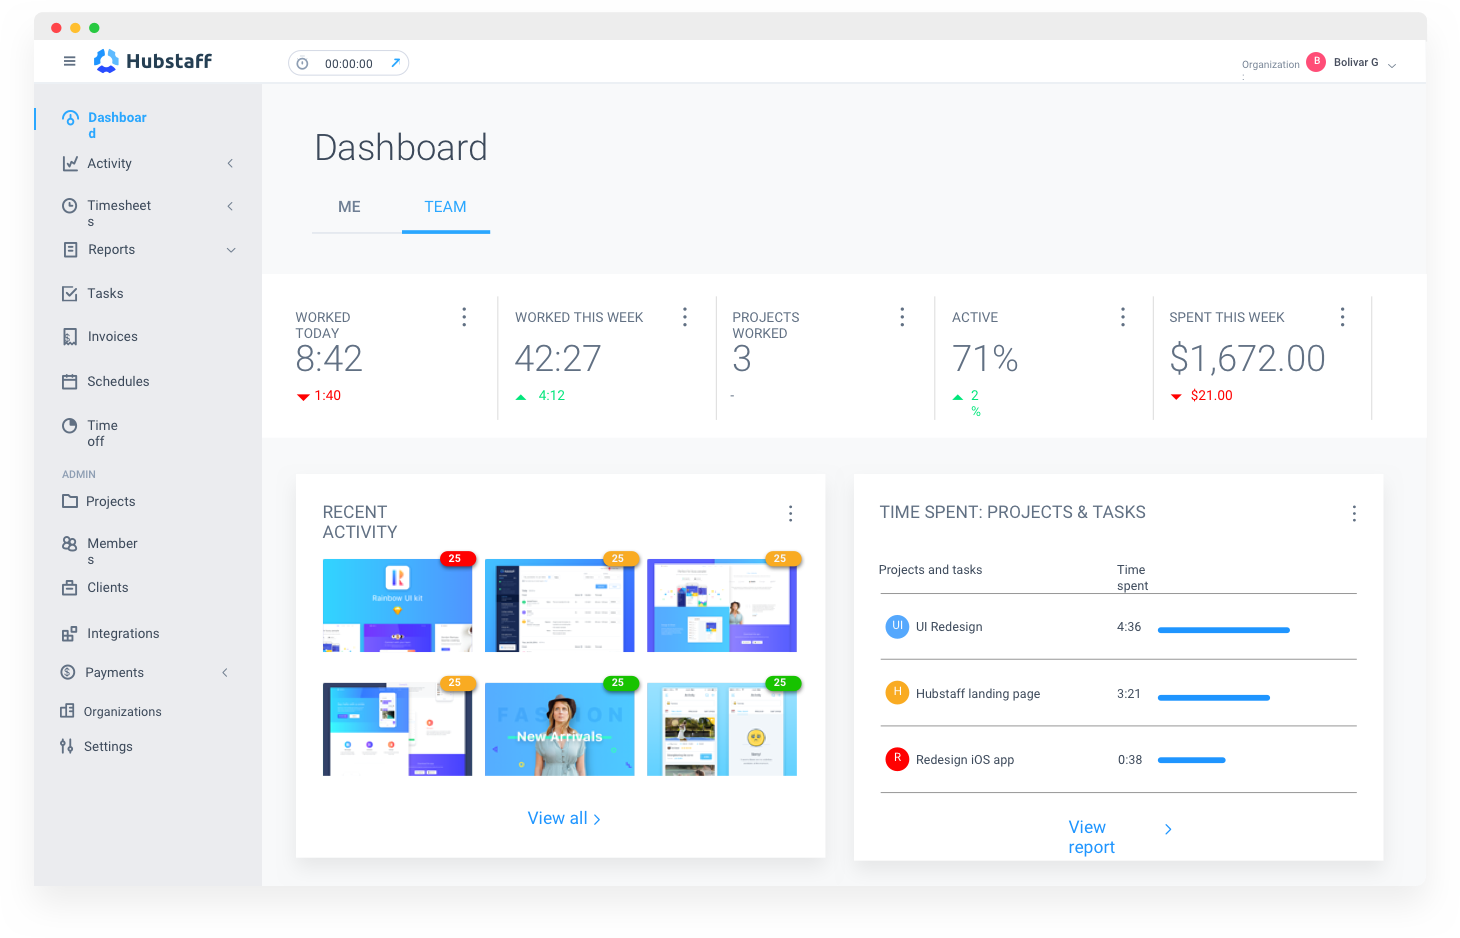 Hubstaff
00:00:00
Organization
:
B
Bolivar G
Dashboar
d
Activity
Timesheet
s
Reports
Tasks
Invoices
Schedules
Time
off
ADMIN
Projects
Member
s
Clients
Integrations
Payments
Organizations
Settings
Dashboard
ME
TEAM
WORKED
TODAY
8:42
1:40
WORKED THIS WEEK
42:27
4:12
PROJECTS
WORKED
3
-
ACTIVE
71%
2
%
SPENT THIS WEEK
$1,672.00
$21.00
RECENT
ACTIVITY
25
Rainbow UI kit
25
25
25
25
FASHION
New Arrivals
25
View all
TIME SPENT: PROJECTS & TASKS
Projects and tasks
Time
spent
UI
UI Redesign
4:36
H
Hubstaff landing page
3:21
R
Redesign iOS app
0:38
View
report